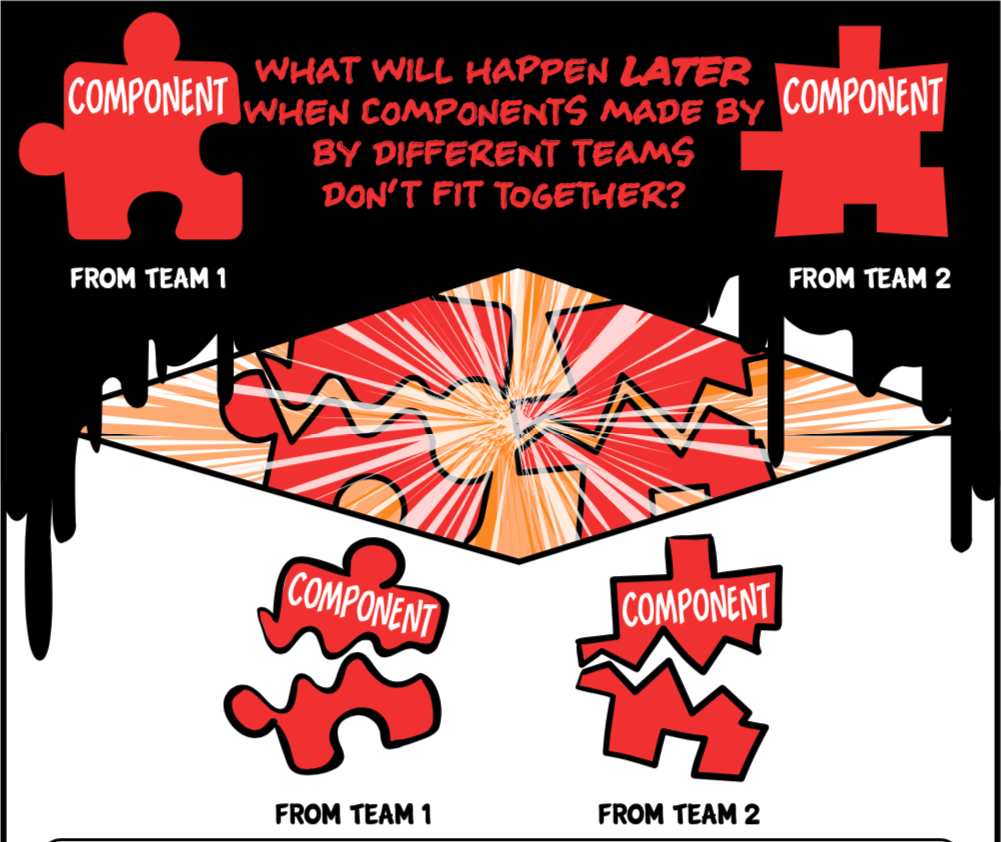 COMPONENT
WHAT WILL HAPPEN LATER
WHEN COMPONENTS MADE BY
BY DIFFERENT TEAMS
DON'T FIT TOGETHER?
COMPONENT
FROM TEAM 1
FROM TEAM 2
COMPONENT
COMPONENT
FROM TEAM 1
FROM TEAM 2